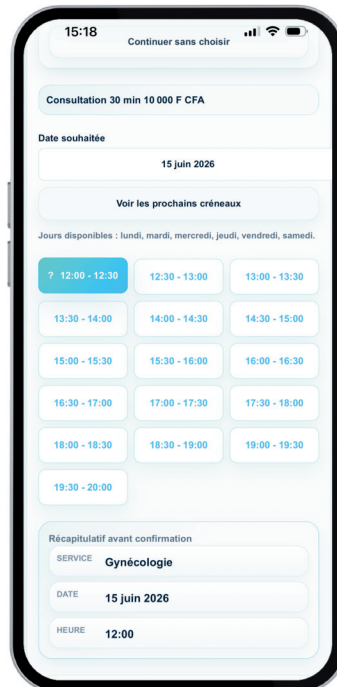 15:18
Continuer sans choisir
Consultation 30 min 10 000 F CFA
Date souhaitée
15 juin 2026
Voir les prochains créneaux
Jours disponibles : lundi, mardi, mercredi, jeudi, vendredi, samedi.
? 12:00 - 12:30 12:30 - 13:00 13:00 - 13:30
13:30 - 14:00 14:00 - 14:30 14:30 - 15:00
15:00 - 15:30 15:30 - 16:00 16:00 - 16:30
16:30 - 17:00 17:00 - 17:30 17:30 - 18:00
18:00 - 18:30 18:30 - 19:00 19:00 - 19:30
19:30 - 20:00
Récapitulatif avant confirmation
SERVICE Gynécologie
DATE 15 juin 2026
HEURE 12:00